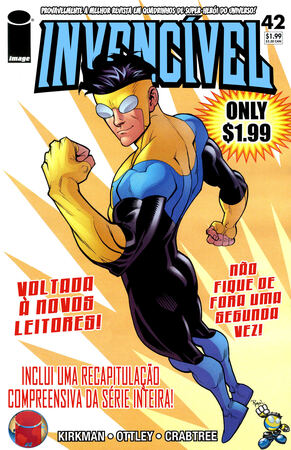 PROVAVELMENTE A MELHOR REVISTA EM QUADRINHOS DE SUPER-HERÓI DO UNIVERSO!
image
INVENCÍVEL
42
$1.99
ONLY
$1.99
VOLTADA
À NOVOS
LEITORES!
NÃO
FIQUE DE
FORA UMA
SEGUNDA
VEZ!
INCLUI UMA RECAPITULAÇÃO
COMPREENSIVA DA SÉRIE INTEIRA!
KIRKMAN • OTTLEY • CRABTREE